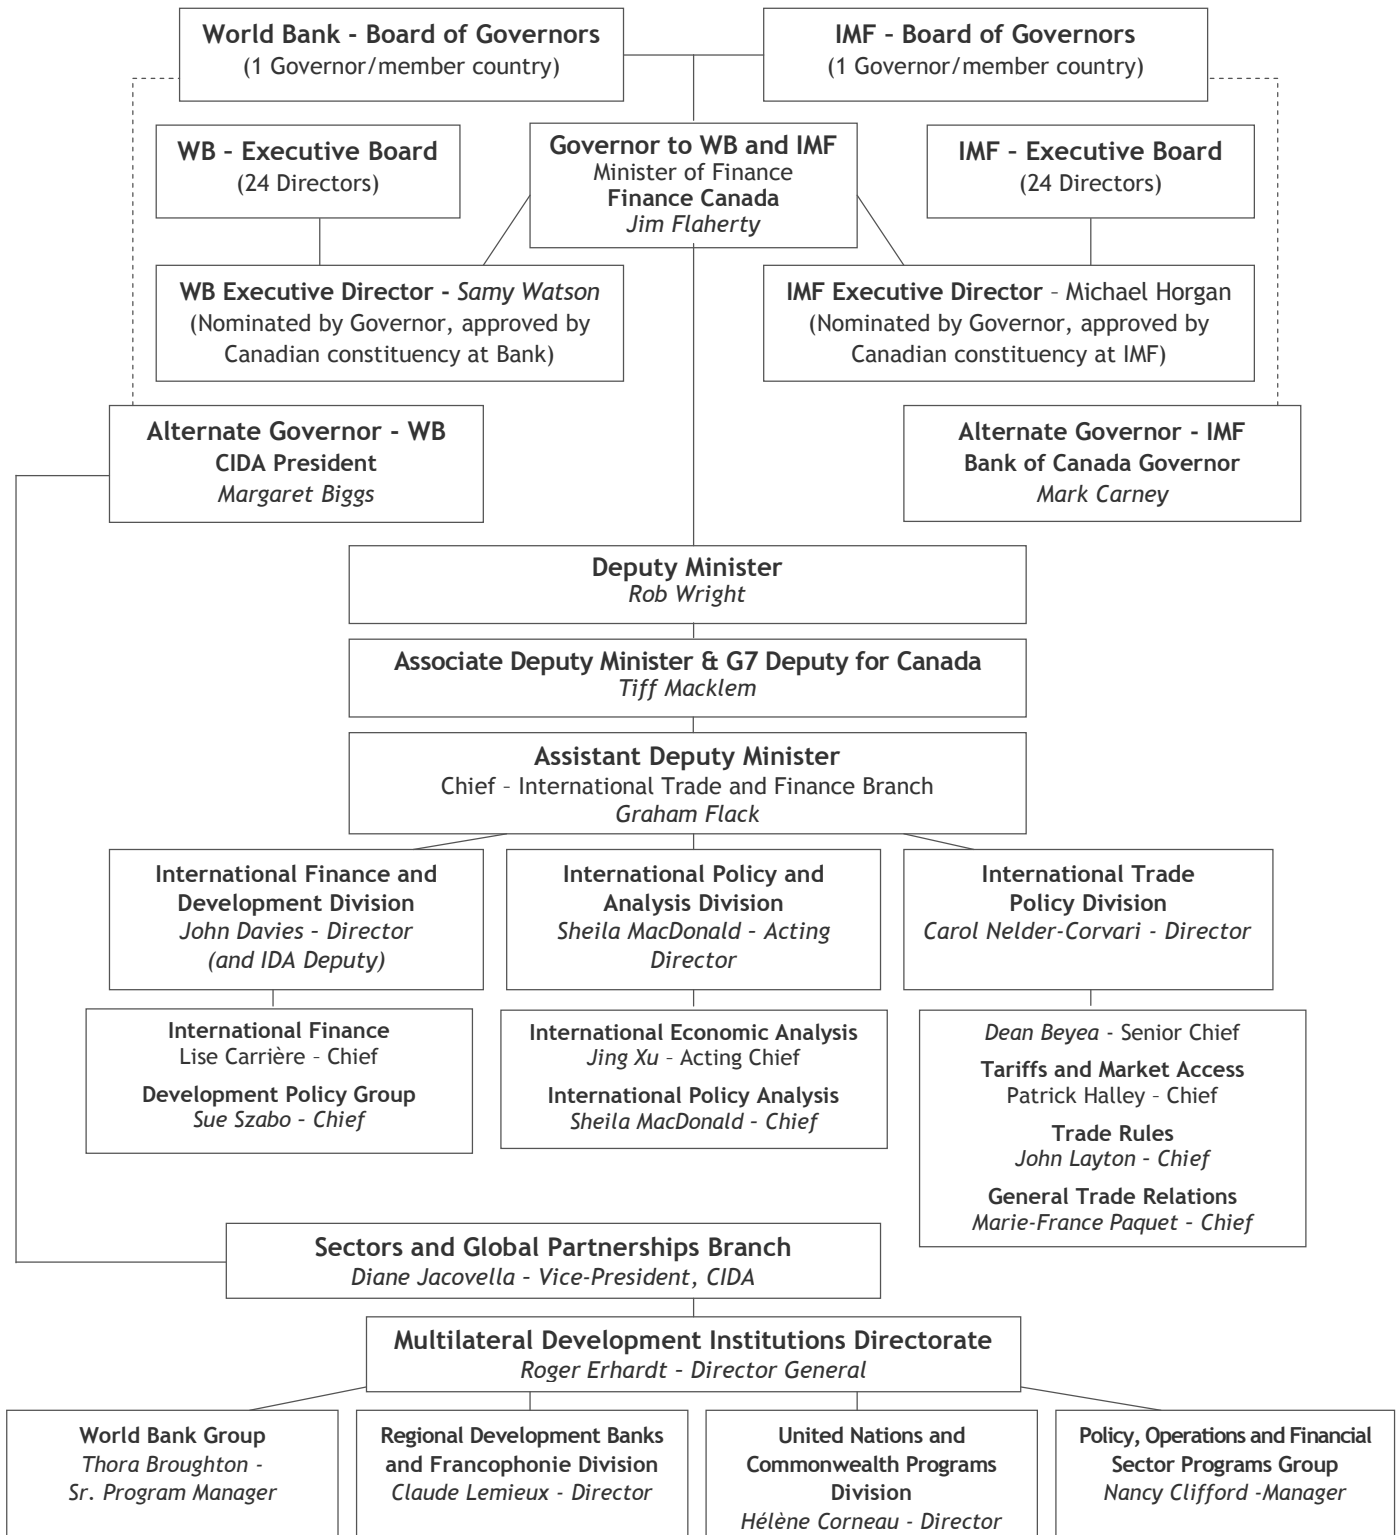 World Bank - Board of Governors
(1 Governor/member country)
IMF – Board of Governors
(1 Governor/member country)
WB – Executive Board
(24 Directors)
Governor to WB and IMF
Minister of Finance
Finance Canada
Jim Flaherty
IMF – Executive Board
(24 Directors)
WB Executive Director - Samy Watson
(Nominated by Governor, approved by
Canadian constituency at Bank)
IMF Executive Director – Michael Horgan
(Nominated by Governor, approved by
Canadian constituency at IMF)
Alternate Governor - WB
CIDA President
Margaret Biggs
Alternate Governor - IMF
Bank of Canada Governor
Mark Carney
Deputy Minister
Rob Wright
Associate Deputy Minister & G7 Deputy for Canada
Tiff Macklem
Assistant Deputy Minister
Chief – International Trade and Finance Branch
Graham Flack
International Finance and
Development Division
John Davies – Director
(and IDA Deputy)
International Policy and
Analysis Division
Sheila MacDonald – Acting
Director
International Trade
Policy Division
Carol Nelder-Corvari - Director
International Finance
Lise Carrière – Chief
Development Policy Group
Sue Szabo – Chief
International Economic Analysis
Jing Xu – Acting Chief
International Policy Analysis
Sheila MacDonald – Chief
Dean Beyea - Senior Chief
Tariffs and Market Access
Patrick Halley – Chief
Trade Rules
John Layton – Chief
General Trade Relations
Marie-France Paquet – Chief
Sectors and Global Partnerships Branch
Diane Jacovella – Vice-President, CIDA
Multilateral Development Institutions Directorate
Roger Erhardt – Director General
World Bank Group
Thora Broughton -
Sr. Program Manager
Regional Development Banks
and Francophonie Division
Claude Lemieux - Director
United Nations and
Commonwealth Programs
Division
Hélène Corneau - Director
Policy, Operations and Financial
Sector Programs Group
Nancy Clifford -Manager